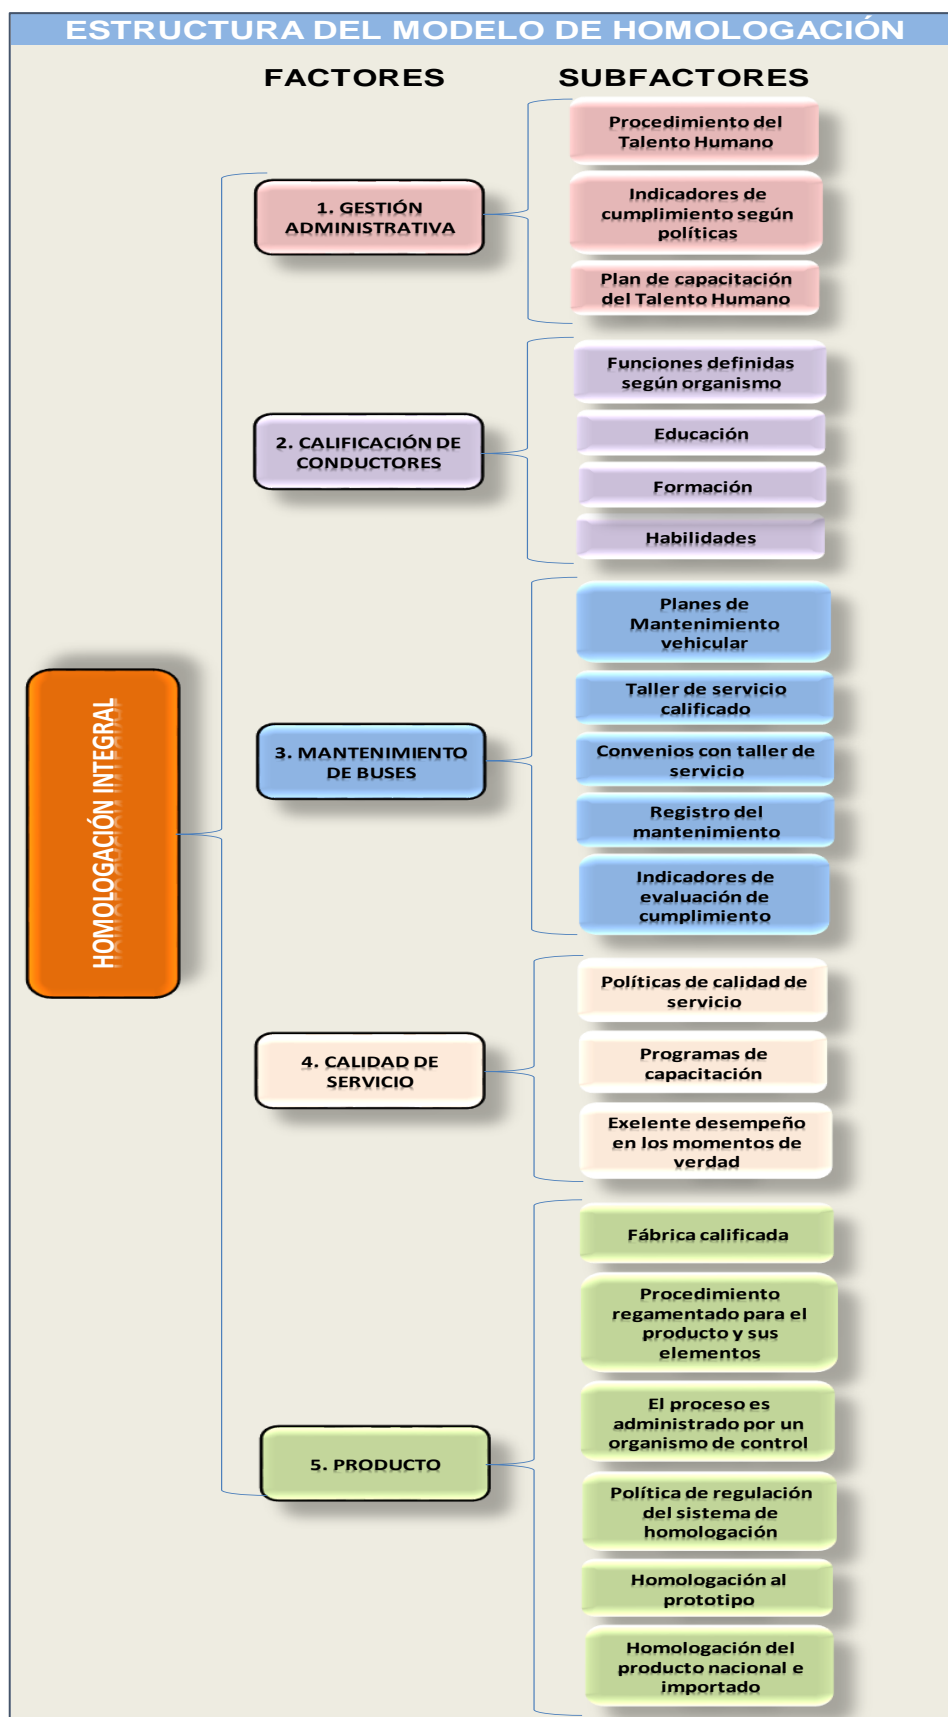 ESTRUCTURA DEL MODELO DE HOMOLOGACIÓN
FACTORES
SUBFACTORES
HOMOLOGACIÓN INTEGRAL
1. GESTIÓN
ADMINISTRATIVA
Procedimiento del
Talento Humano
Indicadores de
cumplimiento según
políticas
Plan de capacitación
del Talento Humano
2. CALIFICACIÓN DE
CONDUCTORES
Funciones definidas
según organismo
Educación
Formación
Habilidades
3. MANTENIMIENTO
DE BUSES
Planes de
Mantenimiento
vehicular
Taller de servicio
calificado
Convenios con taller de
servicio
Registro del
mantenimiento
Indicadores de
evaluación de
cumplimiento
4. CALIDAD DE
SERVICIO
Políticas de calidad de
servicio
Programas de
capacitación
Exelente desempeño
en los momentos de
verdad
5. PRODUCTO
Fábrica calificada
Procedimiento
regamentado para el
producto y sus
elementos
El proceso es
administrado por un
organismo de control
Política de regulación
del sistema de
homologación
Homologación al
prototipo
Homologación del
producto nacional e
importado